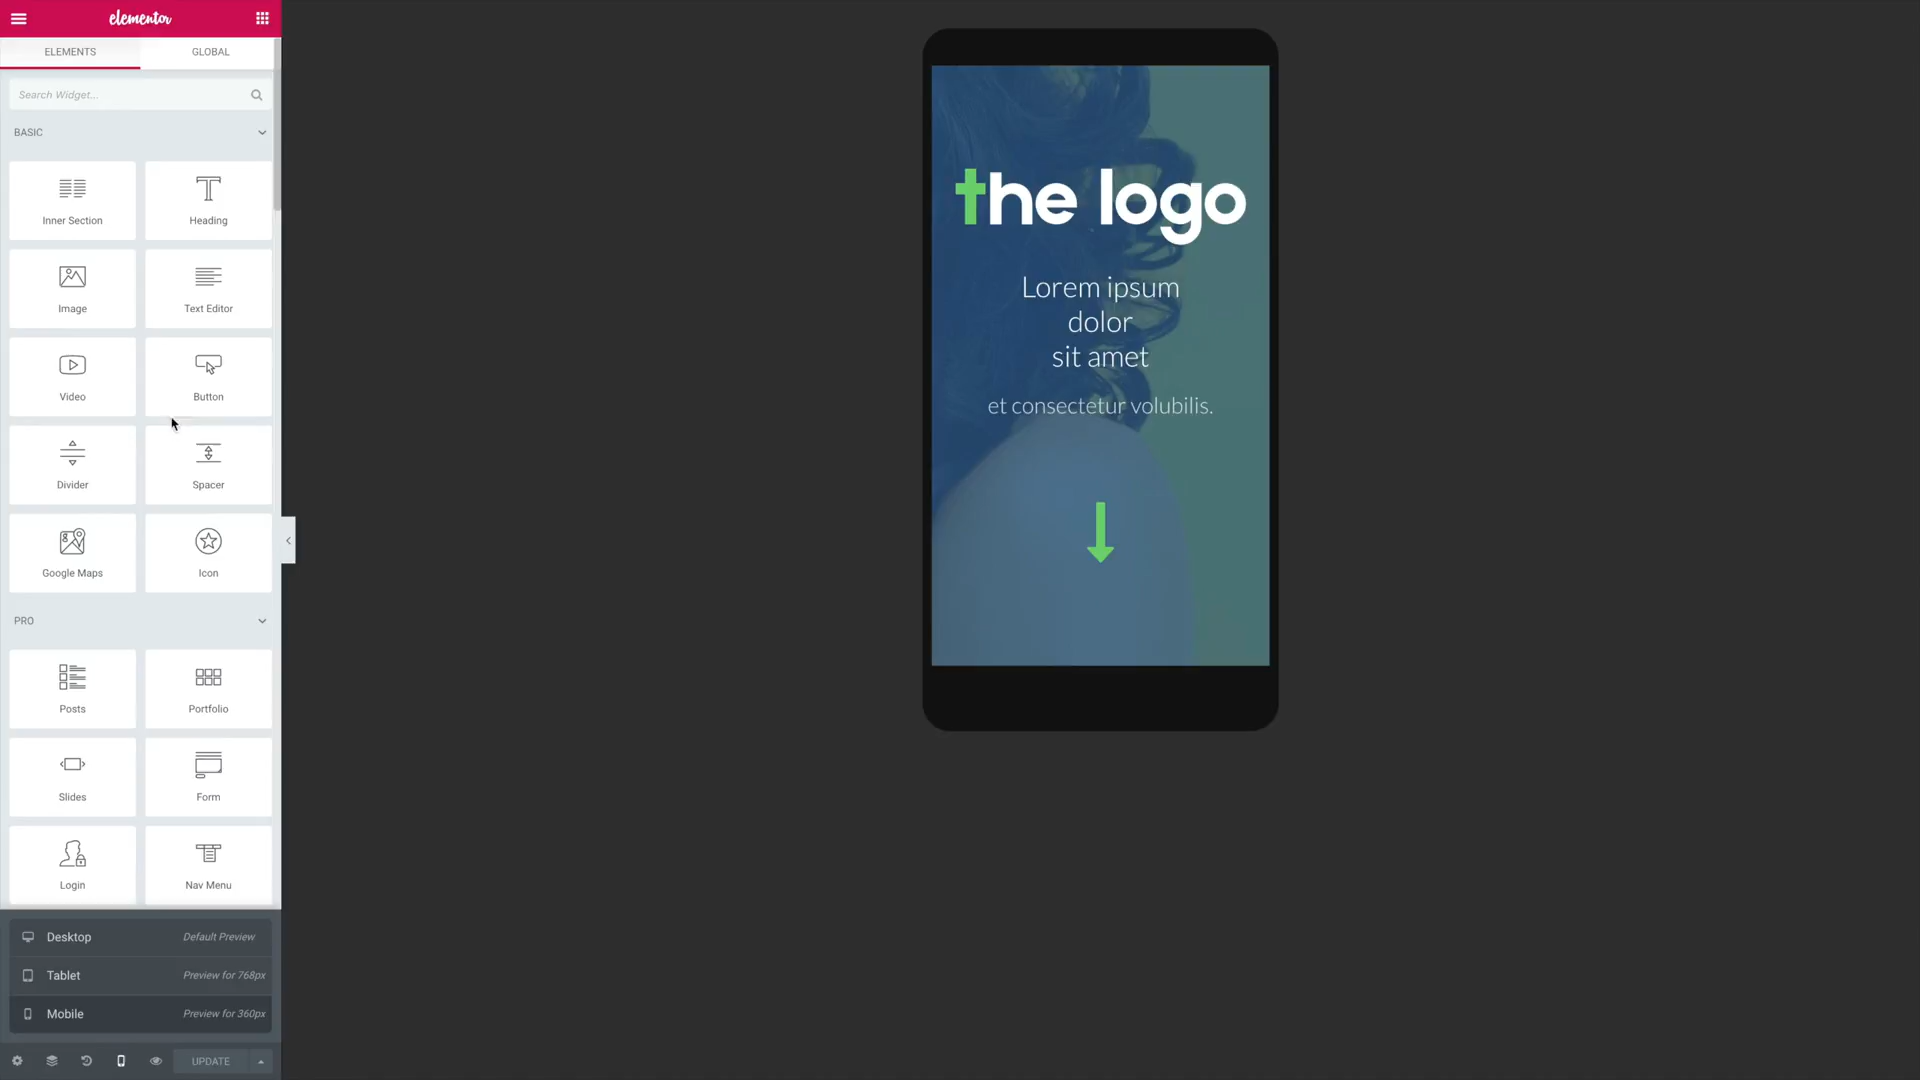 elementor
ELEMENTS
GLOBAL
Search Widget...
BASIC
Inner Section
Heading
Image
Text Editor
Video
Button
Divider
Spacer
Google Maps
Icon
PRO
Posts
Portfolio
Slides
Form
Login
Nav Menu
Desktop
Default Preview
Tablet
Preview for 768px
Mobile
Preview for 360px
UPDATE
the logo
Lorem ipsum
dolor
sit amet
et consectetur volubilis.